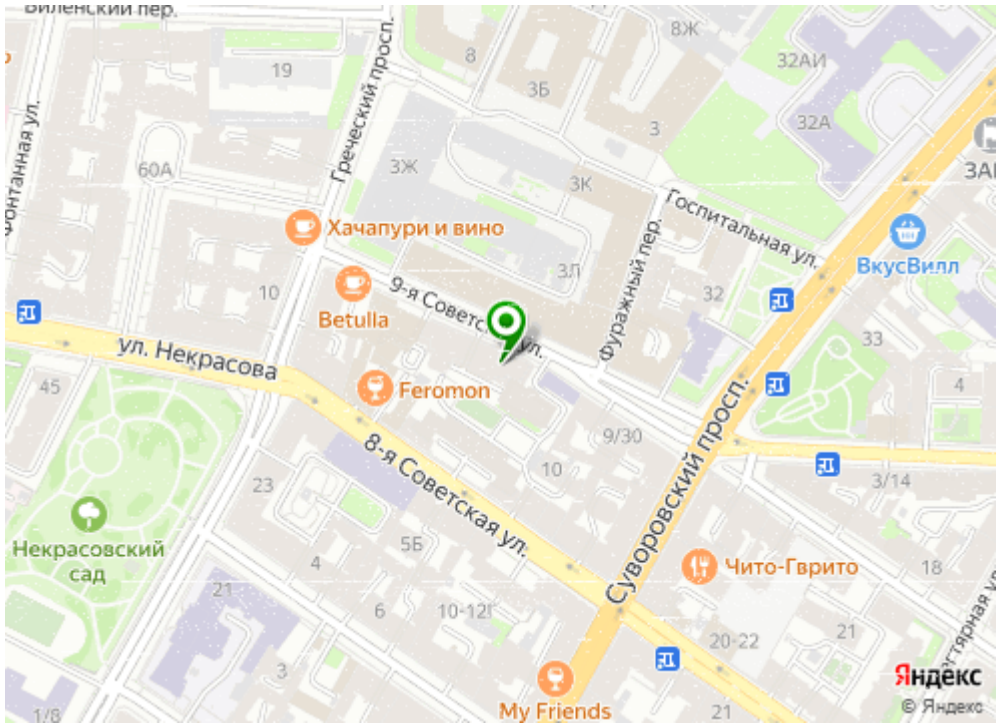 Виленский пер.
8Ж
19
8
32АИ
3Б
Греческий просп.
32А
3
Фонтанная ул.
60А
3Ж
3К
Госпитальная ул.
Хачапури и вино
ВкусВилл
3Л
Фуражный пер.
10
Betulla
9-я Советская ул.
32
33
ул. Некрасова
45
Feromon
4
Суворовский просп.
9/30
8-я Советская ул.
10
3/14
23
Некрасовский
сад
5Б
Чито-Гврито
4
18
21
6
10-12
20-22
21
3
My Friends
1/8
21
Яндекс
© Яндекс